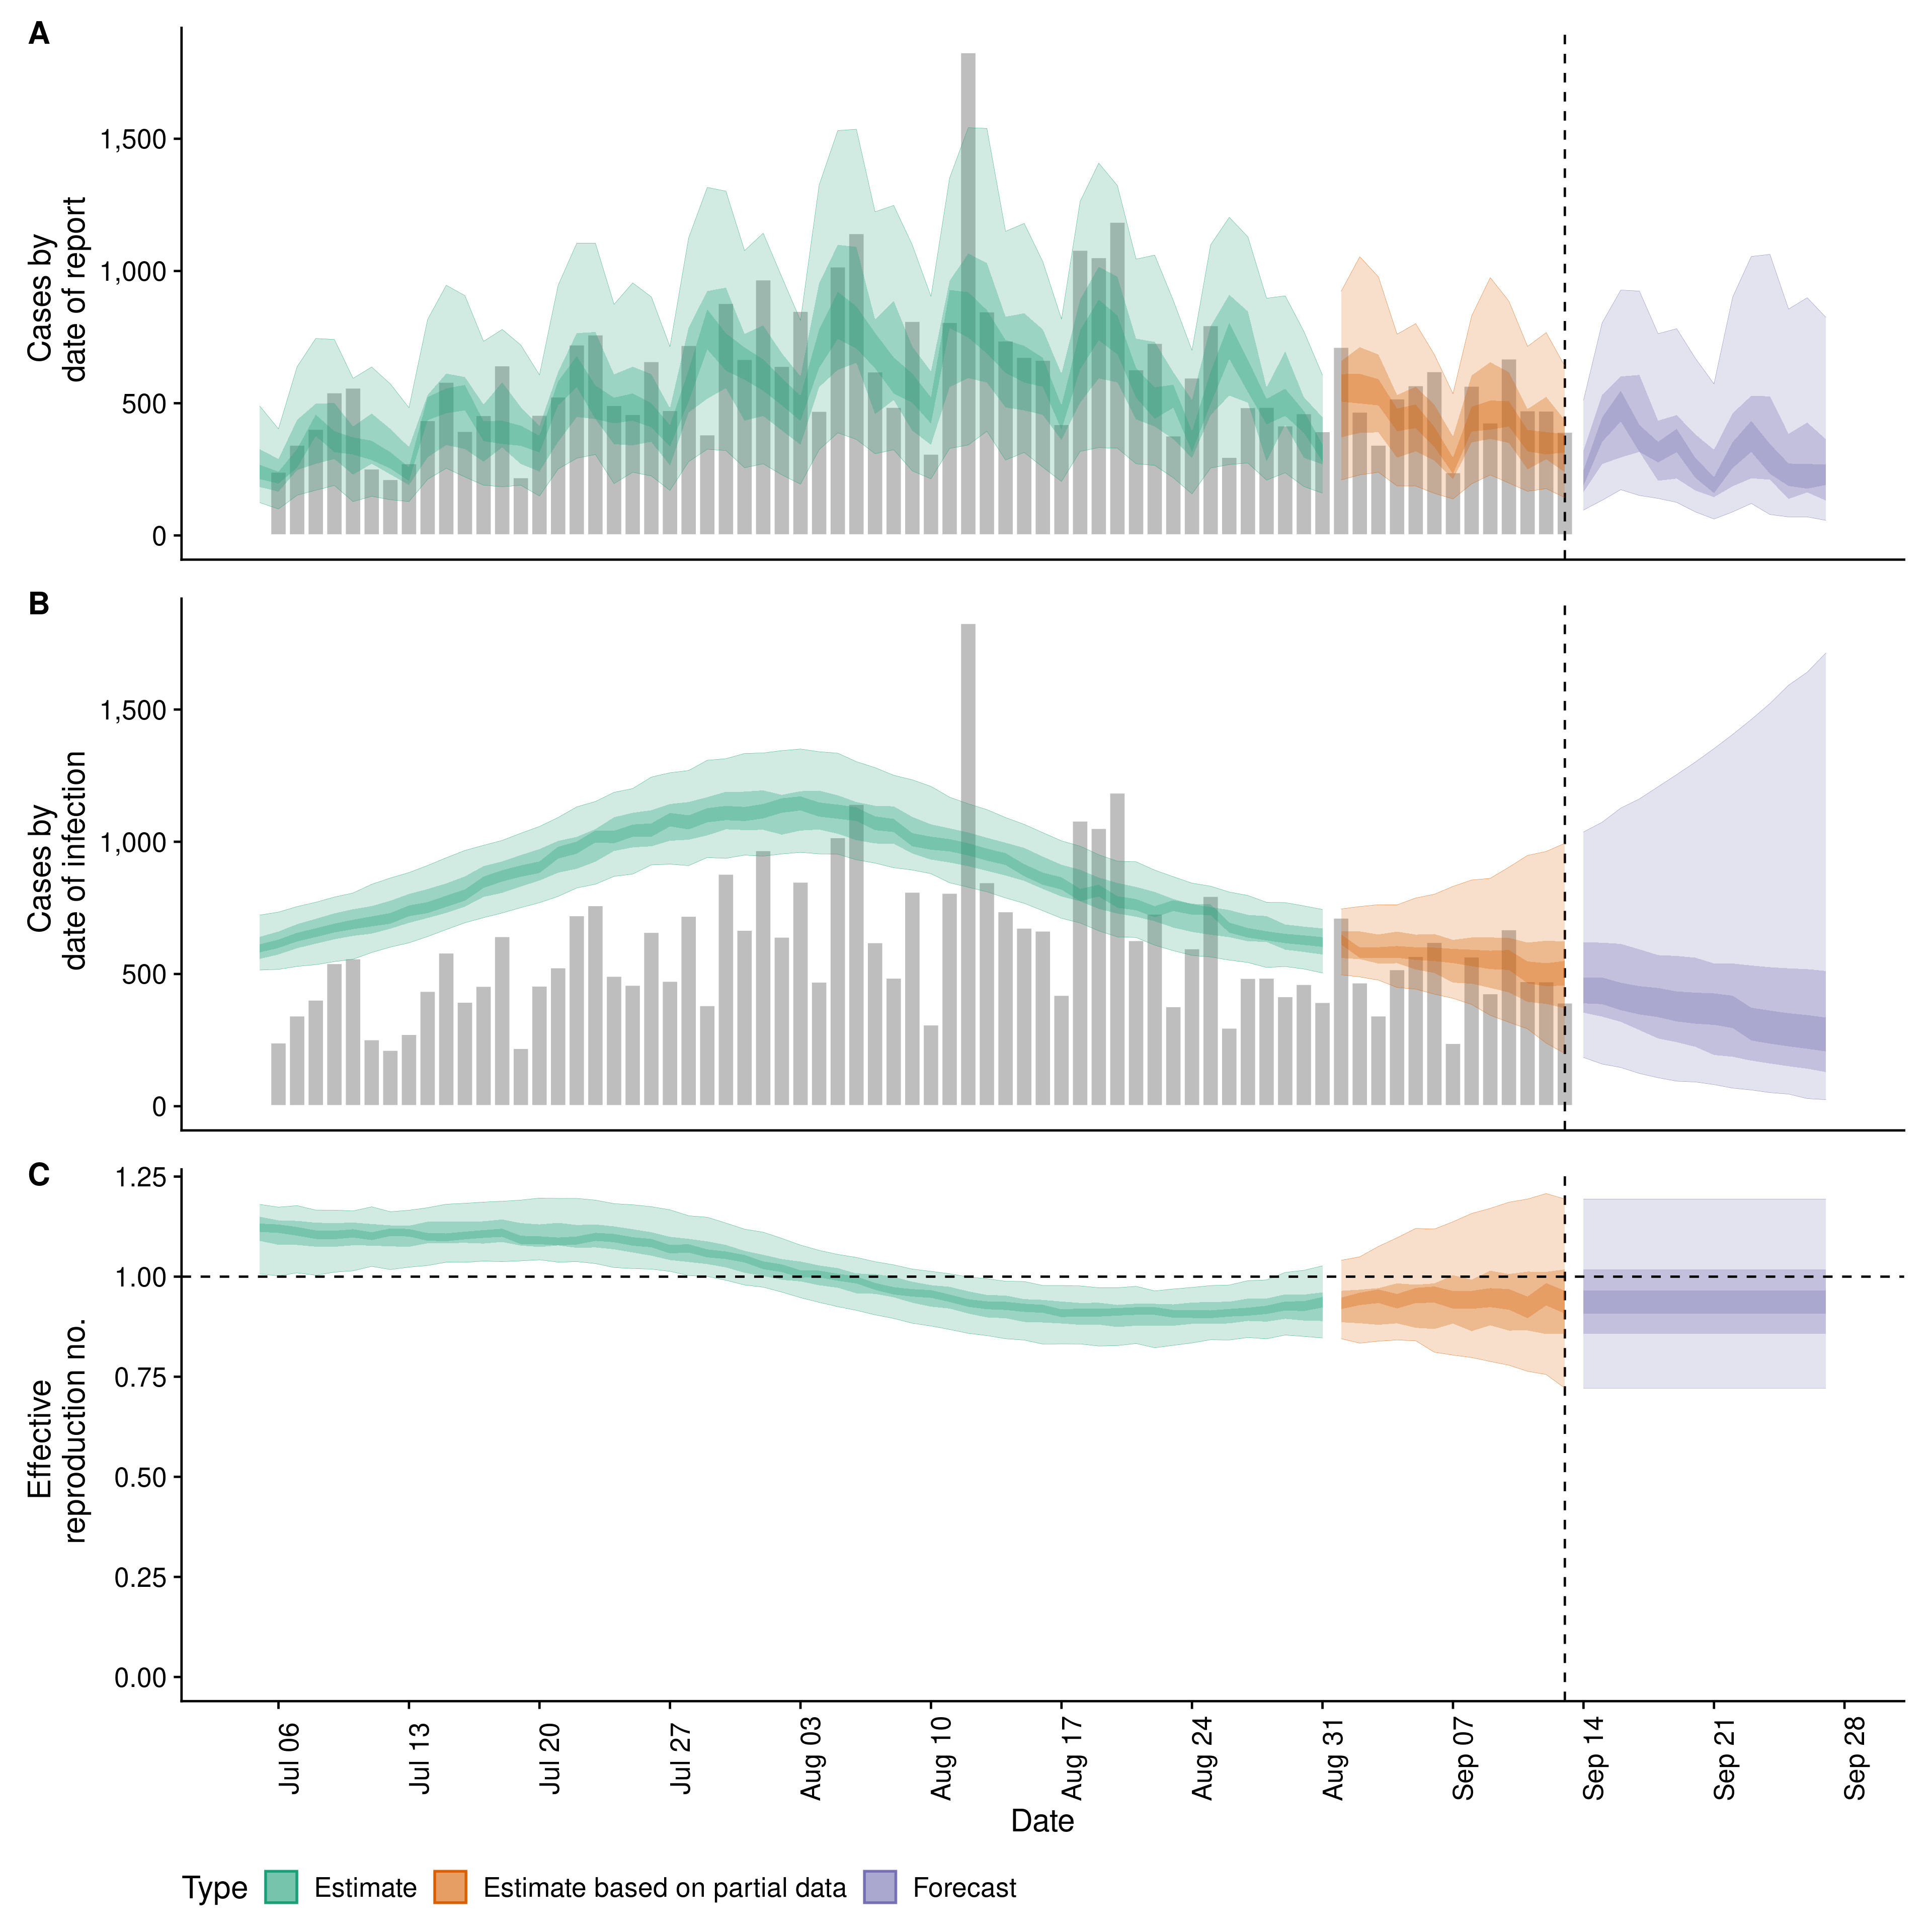 A
1,500
1,000
500
0
Cases by
date of report
B
1,500
1,000
500
0
Cases by
date of infection
C
1.25
1.00
0.75
0.50
0.25
0.00
Effective
reproduction no.
Jul 06
Jul 13
Jul 20
Jul 27
Aug 03
Aug 10
Aug 17
Aug 24
Aug 31
Sep 07
Sep 14
Sep 21
Sep 28
Date
Type Estimate Estimate based on partial data Forecast